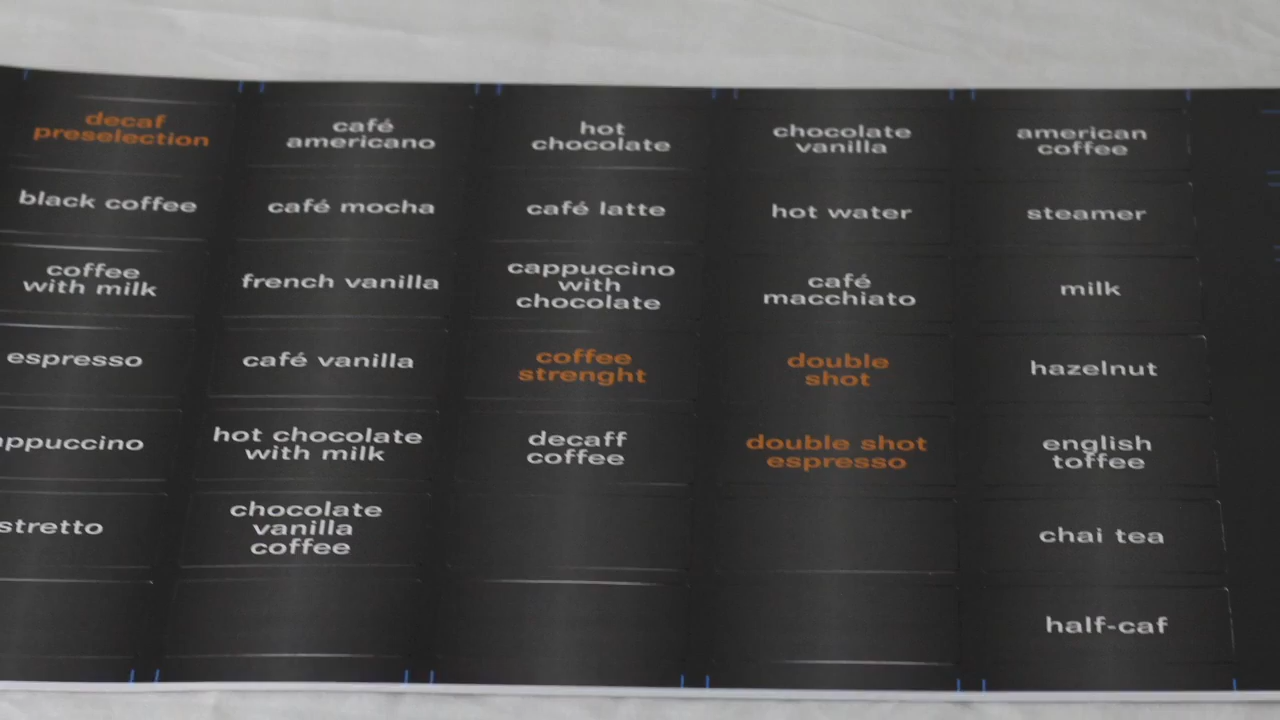 decaf
preselection
café
americano
hot
chocolate
chocolate
vanilla
american
coffee
black coffee
café mocha
café latte
hot water
steamer
coffee
with milk
french vanilla
cappuccino
with
chocolate
café
macchiato
milk
espresso
café vanilla
coffee
strenght
double
shot
hazelnut
ppuccino
hot chocolate
with milk
decaff
coffee
double shot
espresso
english
toffee
stretto
chocolate
vanilla
coffee
chai tea
half-caf